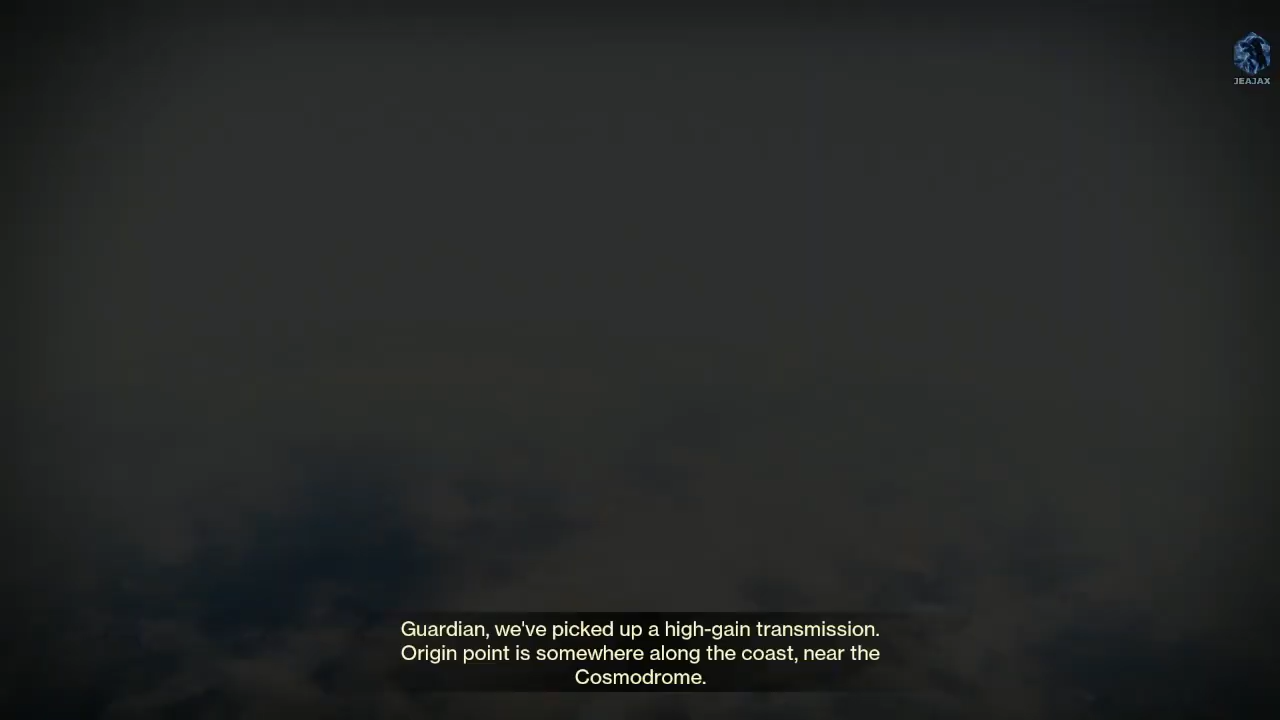 JEAJAX
Guardian, we've picked up a high-gain transmission.
Origin point is somewhere along the coast, near the
Cosmodrome.